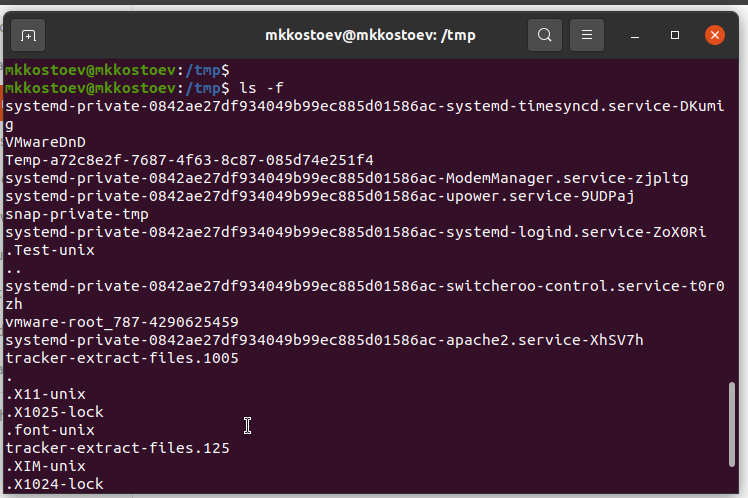 mkkostoev@mkkostoev: /tmp
mkkostoev@mkkostoev:/tmp$
mkkostoev@mkkostoev:/tmp$ ls -f
systemd-private-0842ae27df934049b99ec885d01586ac-systemd-timesyncd.service-DKumi
g
VMwareDnD
Temp-a72c8e2f-7687-4f63-8c87-085d74e251f4
systemd-private-0842ae27df934049b99ec885d01586ac-ModemManager.service-zjpltg
systemd-private-0842ae27df934049b99ec885d01586ac-upower.service-9UDPaj
snap-private-tmp
systemd-private-0842ae27df934049b99ec885d01586ac-systemd-logind.service-ZoX0Ri
.Test-unix
..
systemd-private-0842ae27df934049b99ec885d01586ac-switcheroo-control.service-t0r0
zh
vmware-root_787-4290625459
systemd-private-0842ae27df934049b99ec885d01586ac-apache2.service-XhSV7h
tracker-extract-files.1005
.
.X11-unix
.X1025-lock
.font-unix
tracker-extract-files.125
.XIM-unix
.X1024-lock